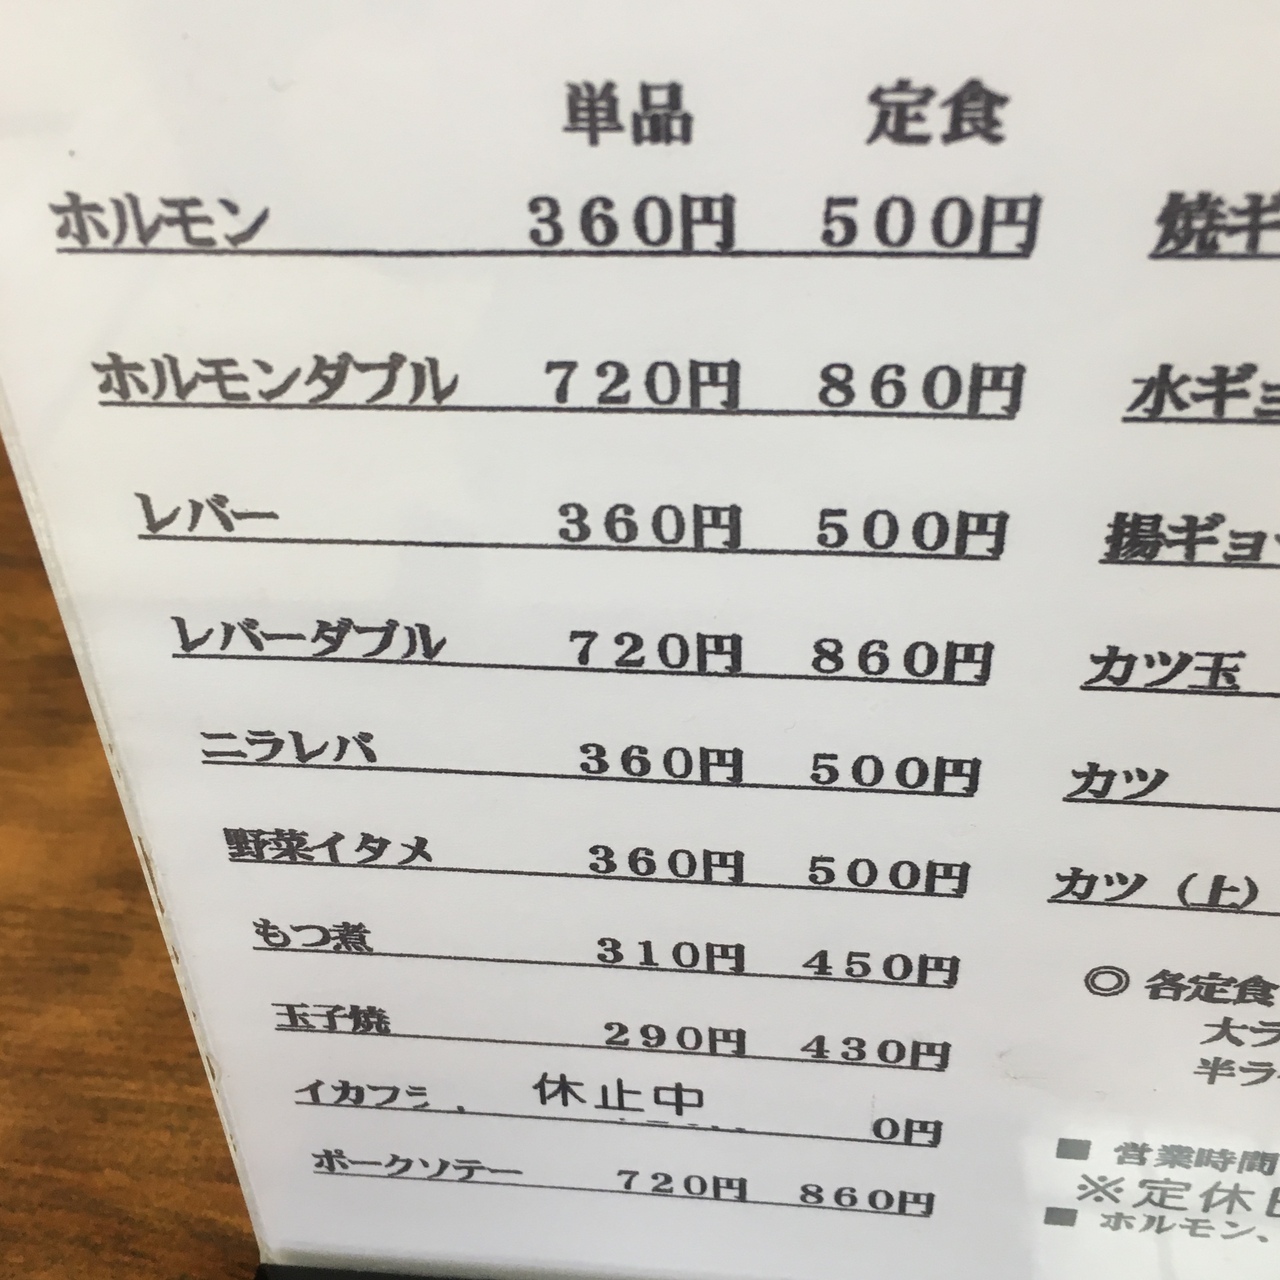 単品 定食
ホルモン 360円 500円
ホルモンダブル 720円 860円
レバー 360円 500円
レバーダブル 720円 860円
ニラレバ 360円 500円
野菜イタメ 360円 500円
もつ煮 310円 450円
玉子焼 290円 430円
イカフ 休止中 0円
ポークソテー 720円 860円
焼ギ
水ギョ
揚ギョ
カツ玉
カツ
カツ（上）
◎ 各定食
大ラ
半ラ
■ 営業時間
※定休日
■ ホルモン、